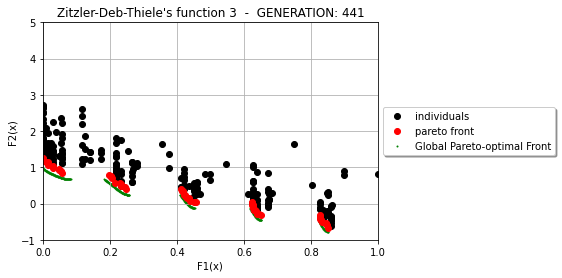 Zitzler-Deb-Thiele's function 3 - GENERATION: 441
5
4
3
2
1
0
−1
F2(x)
0.0 0.2 0.4 0.6 0.8 1.0
F1(x)
individuals
pareto front
Global Pareto-optimal Front